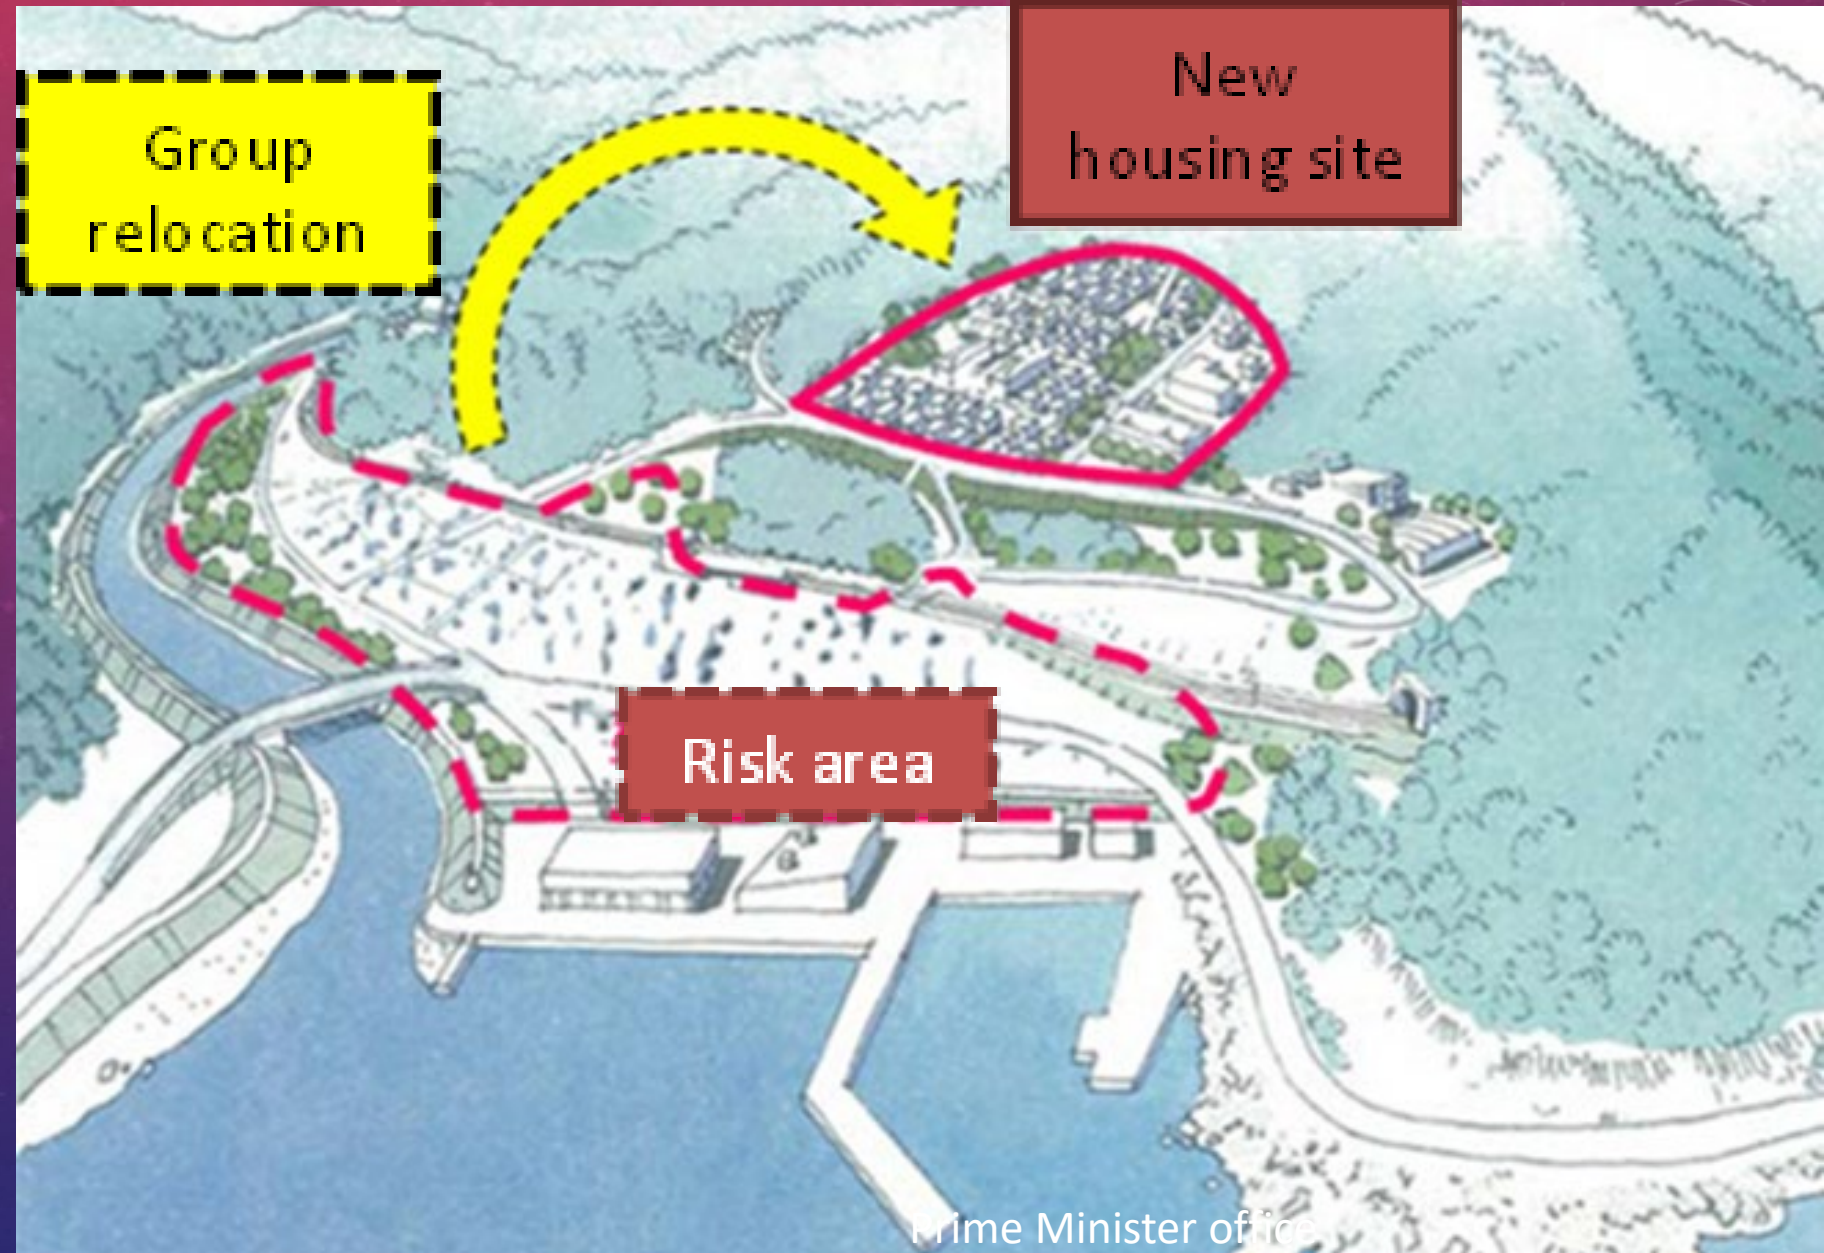 New
housing site
Group
relocation
Risk area
Prime Minister office